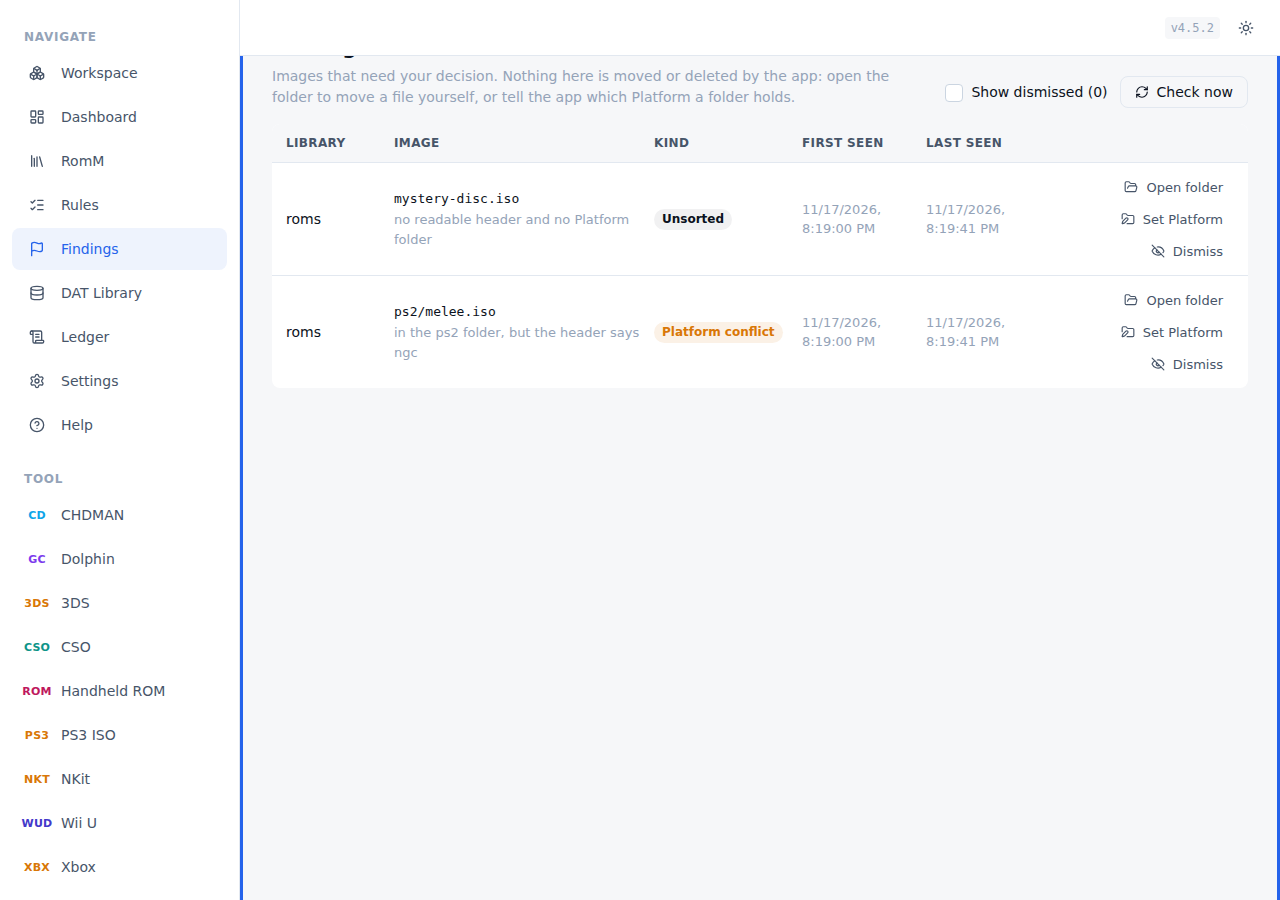 NAVIGATE
Workspace
Dashboard
RomM
Rules
Findings
DAT Library
Ledger
Settings
Help
TOOL
CD CHDMAN
GC Dolphin
3DS 3DS
CSO CSO
ROM Handheld ROM
PS3 PS3 ISO
NKT NKit
WUD Wii U
XBX Xbox
v4.5.2
Images that need your decision. Nothing here is moved or deleted by the app: open the
folder to move a file yourself, or tell the app which Platform a folder holds.
Show dismissed (0)
Check now
LIBRARY IMAGE KIND FIRST SEEN LAST SEEN
roms
mystery-disc.iso
no readable header and no Platform
folder
Unsorted
11/17/2026,
8:19:00 PM
11/17/2026,
8:19:41 PM
Open folder
Set Platform
Dismiss
roms
ps2/melee.iso
in the ps2 folder, but the header says
ngc
Platform conflict
11/17/2026,
8:19:00 PM
11/17/2026,
8:19:41 PM
Open folder
Set Platform
Dismiss